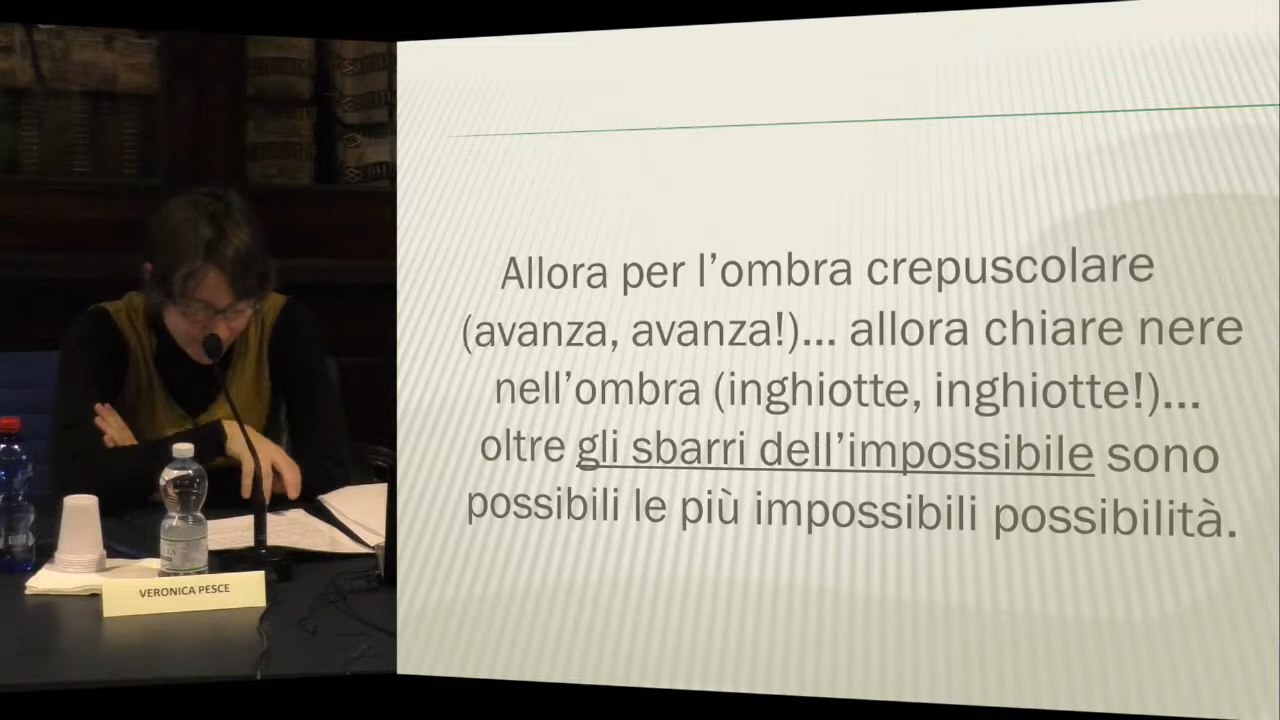 Allora per l’ombra crepuscolare
(avanza, avanza!)... allora chiare nere
nell’ombra (inghiotte, inghiotte!)...
oltre gli sbarri dell’impossibile sono
possibili le più impossibili possibilità.
VERONICA PESCE